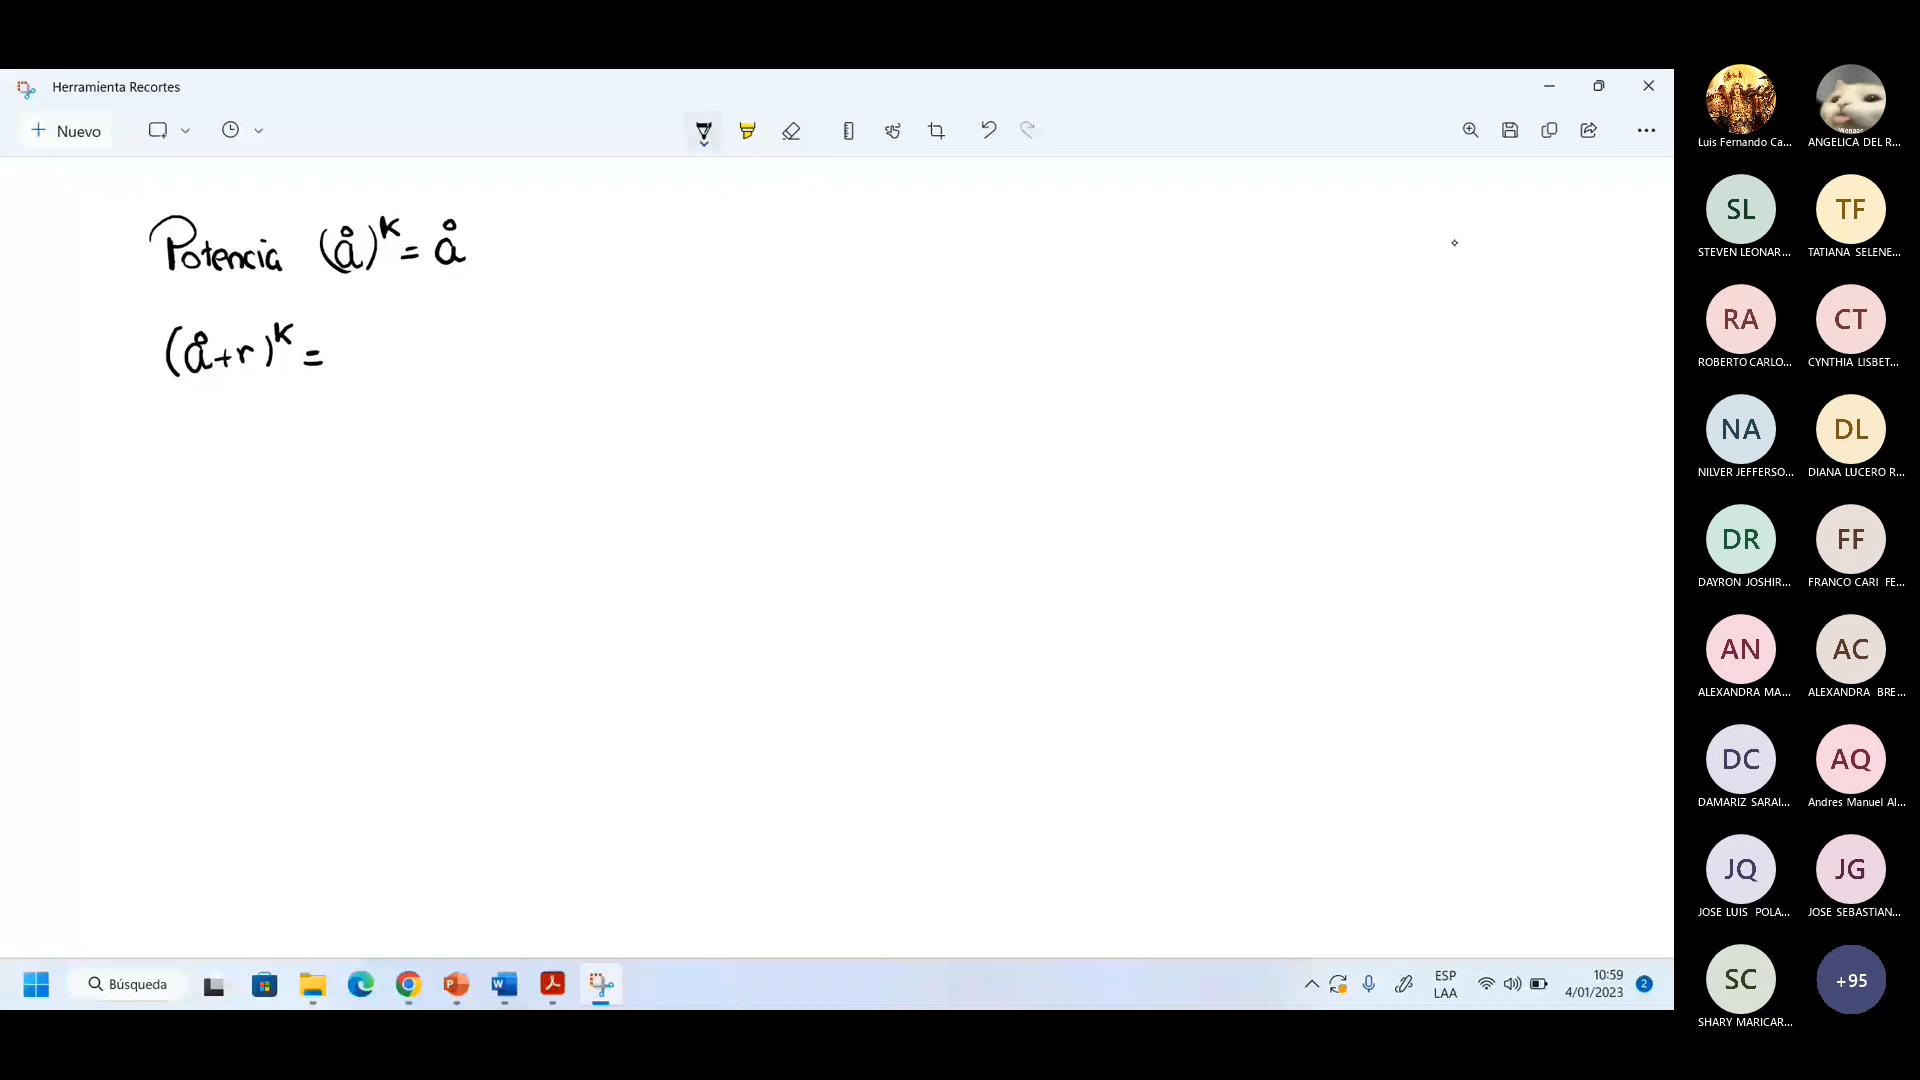 Herramienta Recortes
Nuevo
Luis Fernando Ca...
ANGELICA DEL R...
SL
TF
STEVEN LEONAR...
TATIANA SELENE...
Potencia (å)^K = å
(å+r)^K =
RA
CT
ROBERTO CARLO...
CYNTHIA LISBET...
NA
DL
NILVER JEFFERSO...
DIANA LUCERO R...
DR
FF
DAYRON JOSHIR...
FRANCO CARI FE...
AN
AC
ALEXANDRA MA...
ALEXANDRA BRE...
DC
AQ
DAMARIZ SARAI...
Andres Manuel Al...
JQ
JG
JOSE LUIS POLA...
JOSE SEBASTIAN...
SC
+95
SHARY MARICAR...
Búsqueda
ESP
LAA
10:59
4/01/2023
2